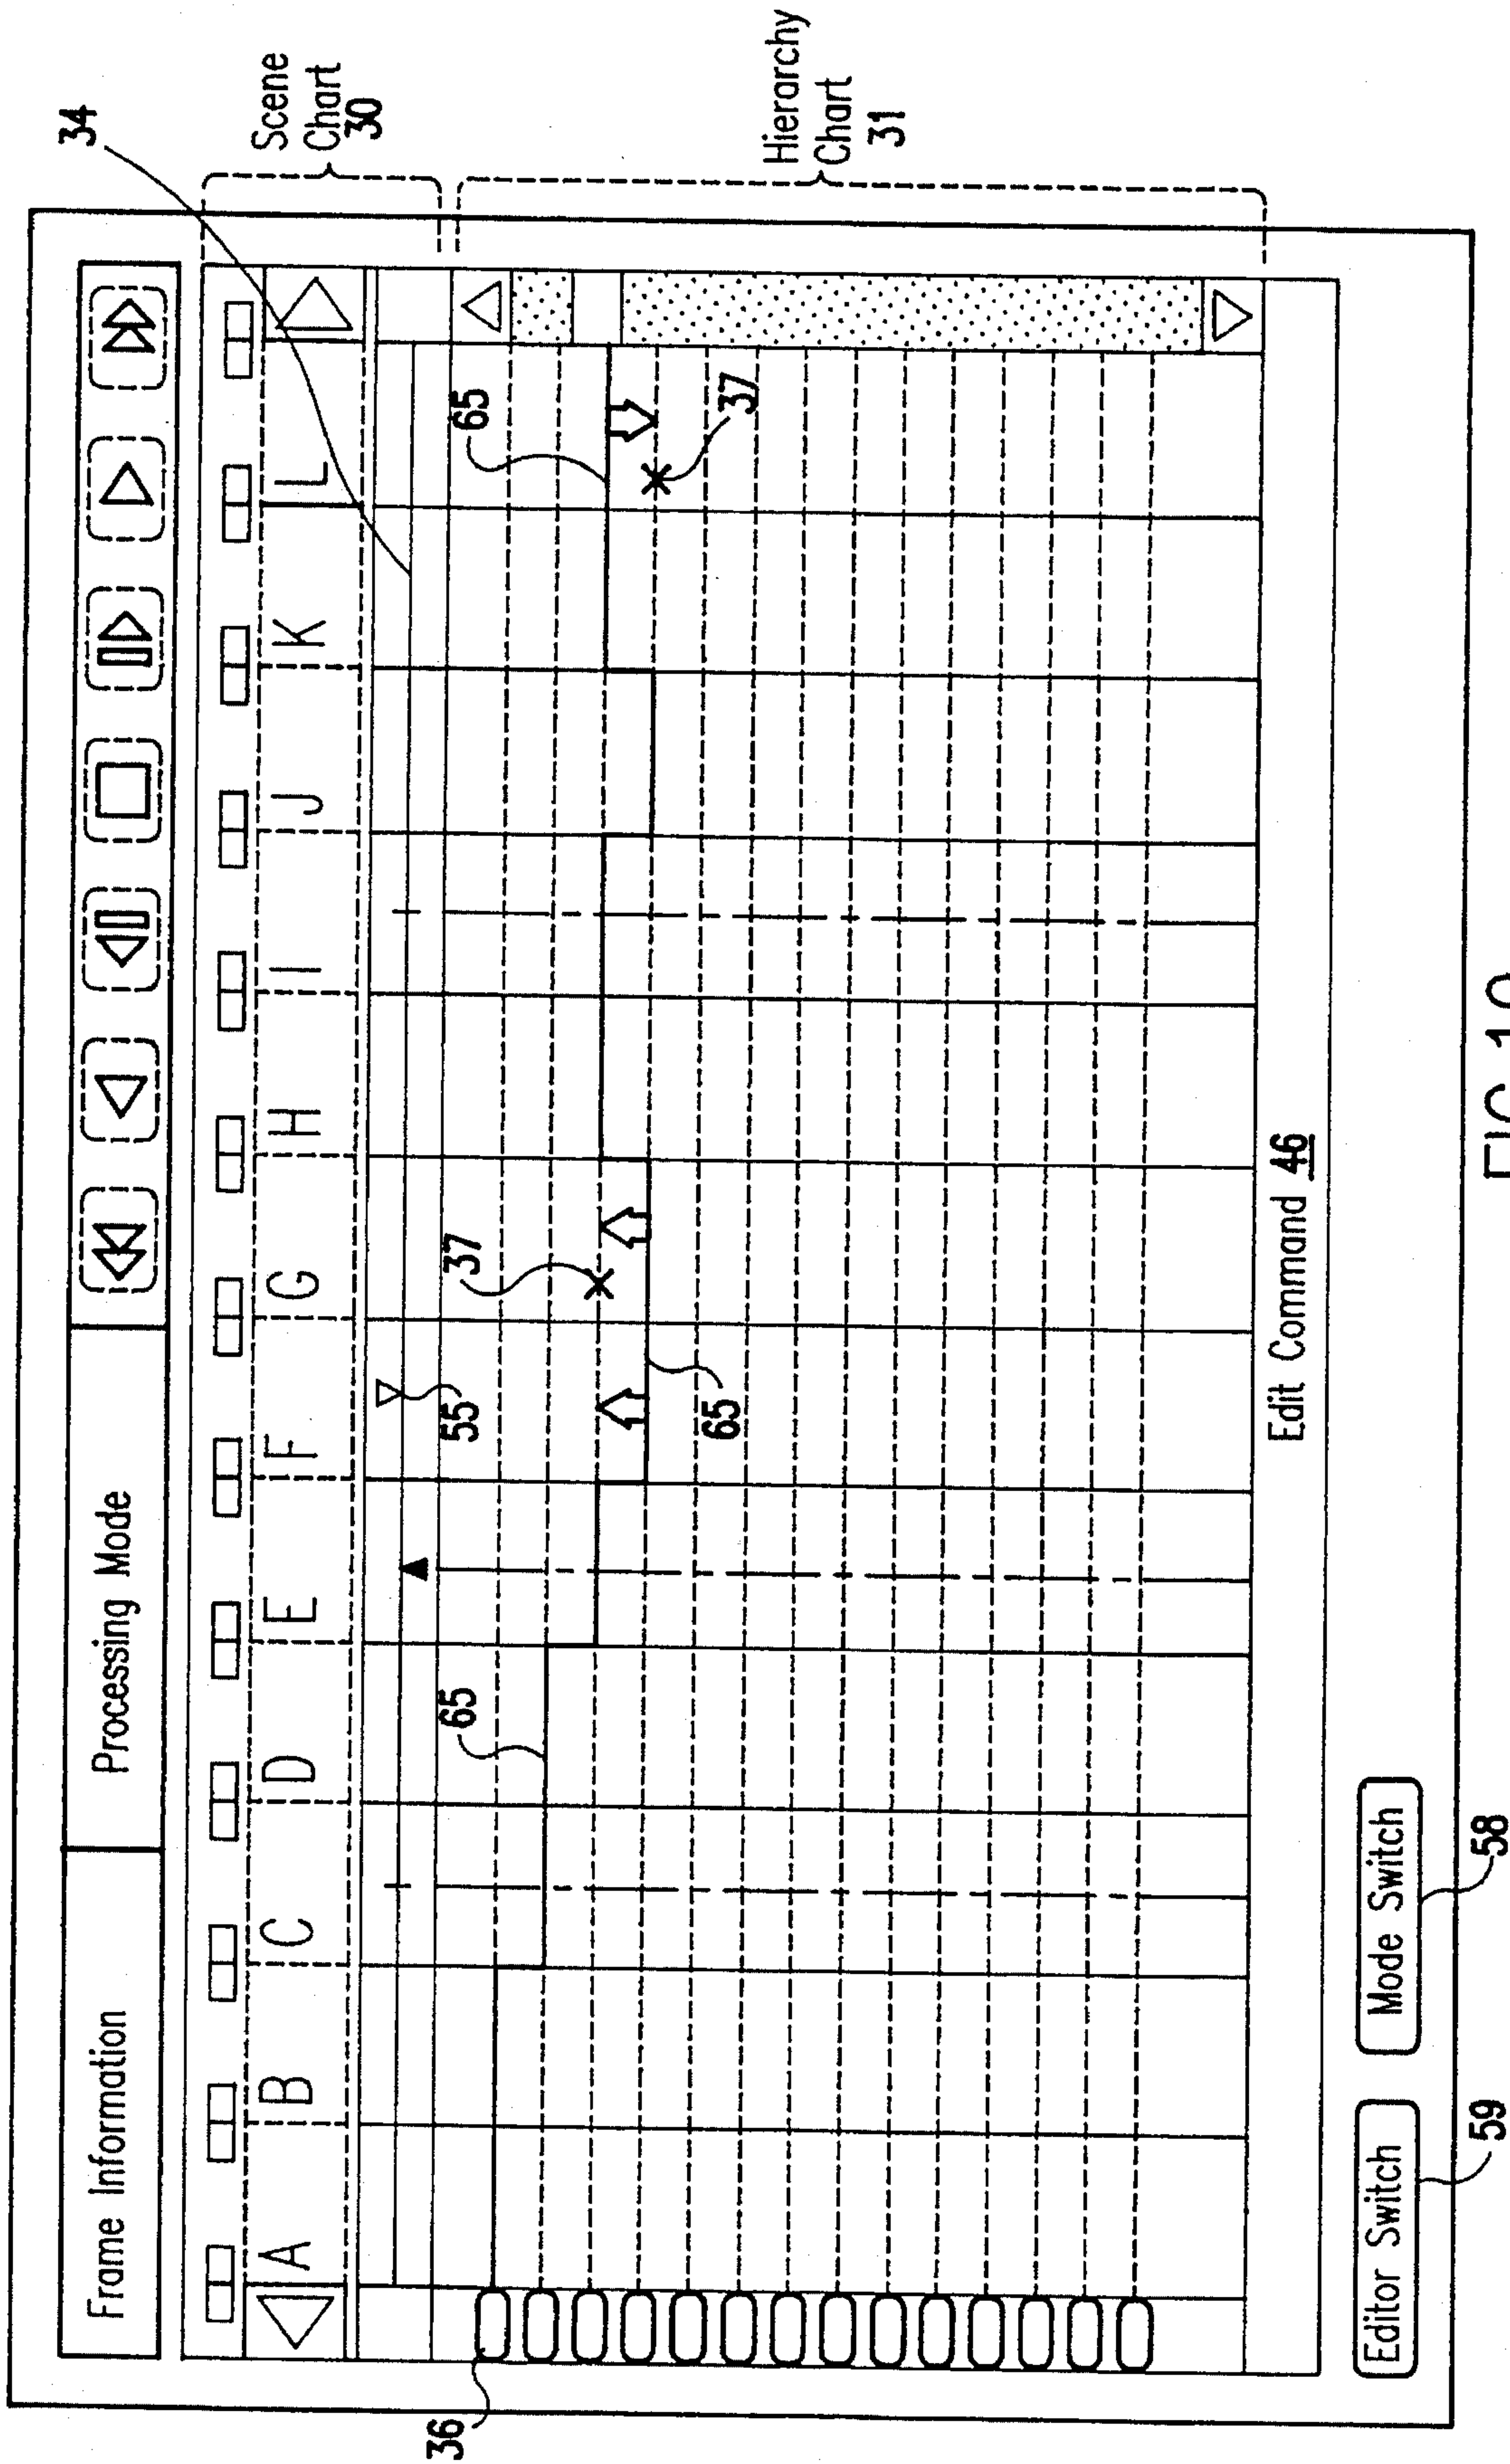 34
Scene
Chart
30
Frame Information
Processing Mode
A
B
C
D
E
F
G
H
I
J
K
L
Hierarchy
Chart
31
36
65
55
37
65
65
37
Edit Command 46
Editor Switch
Mode Switch
59
58